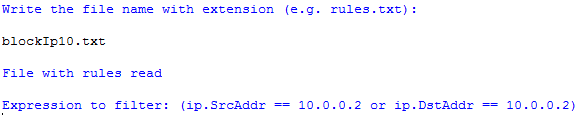 Write the file name with extension (e.g. rules.txt):
blockIp10.txt
File with rules read
Expression to filter: (ip.SrcAddr == 10.0.0.2 or ip.DstAddr == 10.0.0.2)